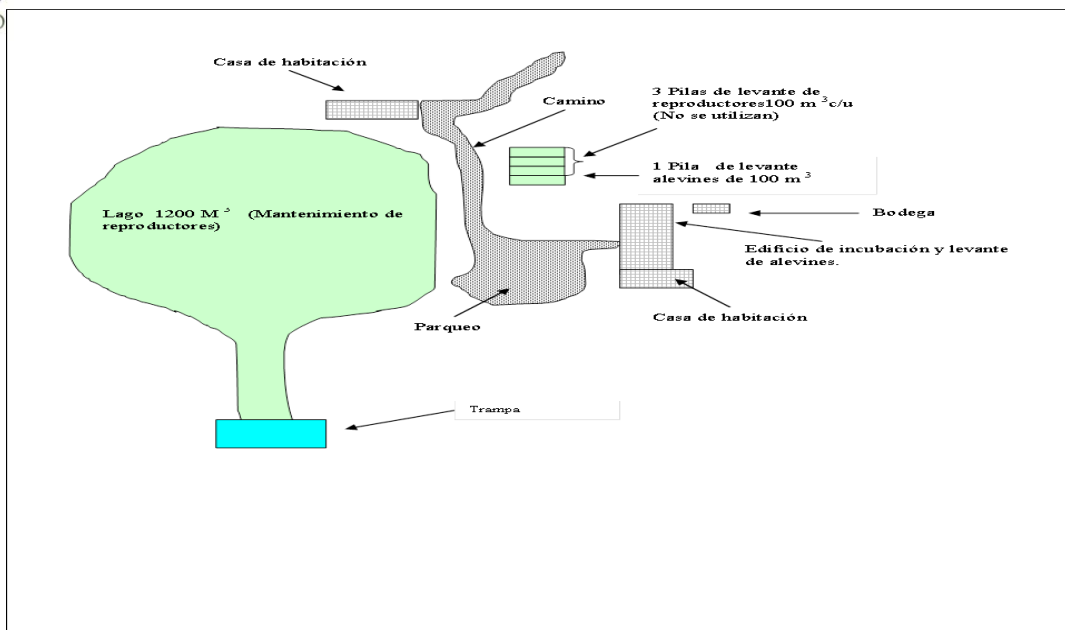 Casa de habitación
3 Pilas de levante de
reproductores100 m ³c/u
(No se utilizan)
Camino
1 Pila de levante
alevines de 100 m ³
Lago 1200 M ³ (Mantenimiento de
reproductores)
Bodega
Edificio de incubación y levante
de alevines.
Casa de habitación
Parqueo
Trampa